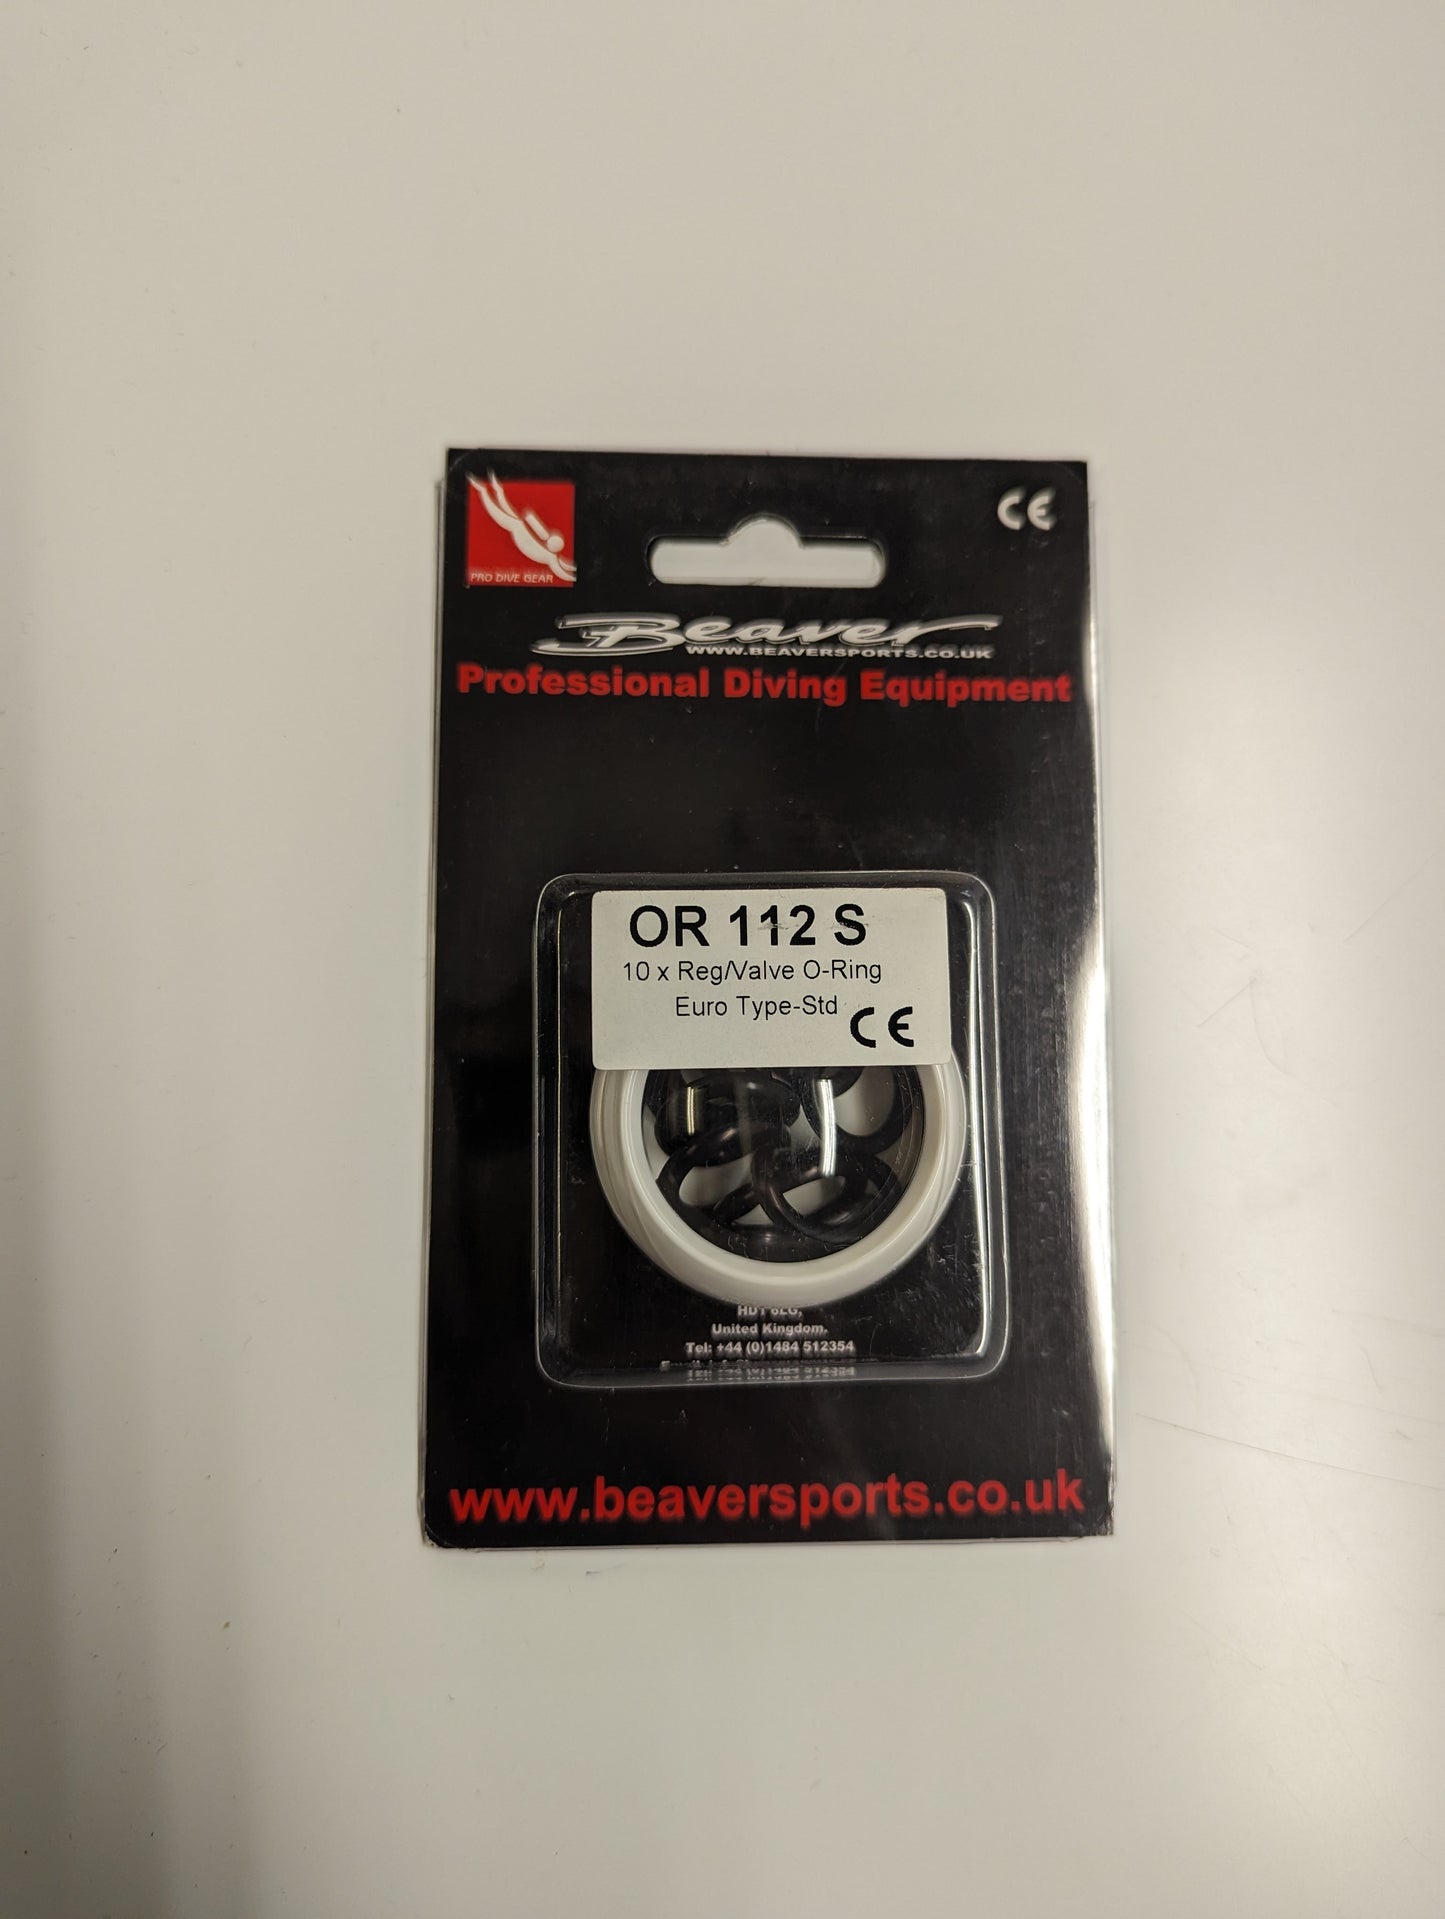 PRO DIVE GEAR
CE
Beaver
WWW.BEAVERSPORTS.CO.UK
Professional Diving Equipment
OR 112 S
10 x Reg/Valve O-Ring
Euro Type-Std
CE
United Kingdom.
Tel: +44 (0)1484 512354
www.beaversports.co.uk